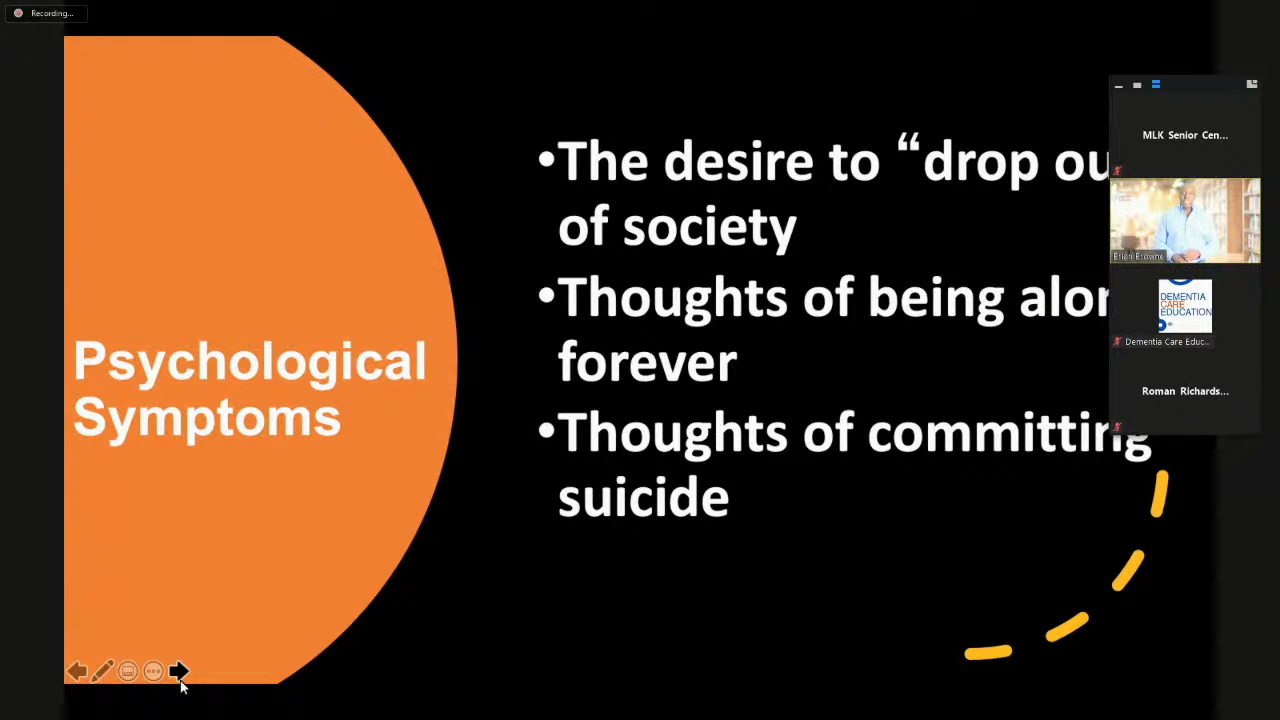 Recording...
•The desire to “drop ou
of society
•Thoughts of being alon
forever
•Thoughts of committing
suicide
Psychological
Symptoms
MLK Senior Cen...
Brian Browne
DEMENTIA
CARE
EDUCATION
Dementia Care Educ...
Roman Richards...